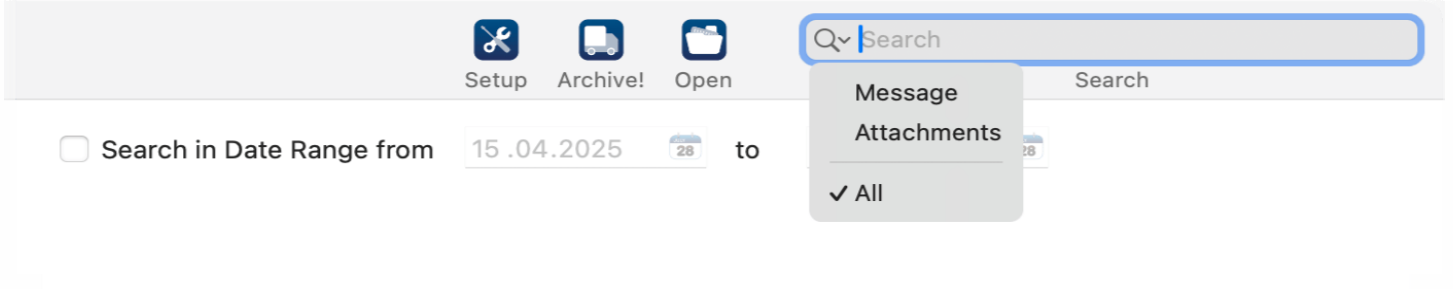 Search
Setup
Archive!
Open
Search
Message
Attachments
All
Search in Date Range from
15 .04.2025
28
to
28